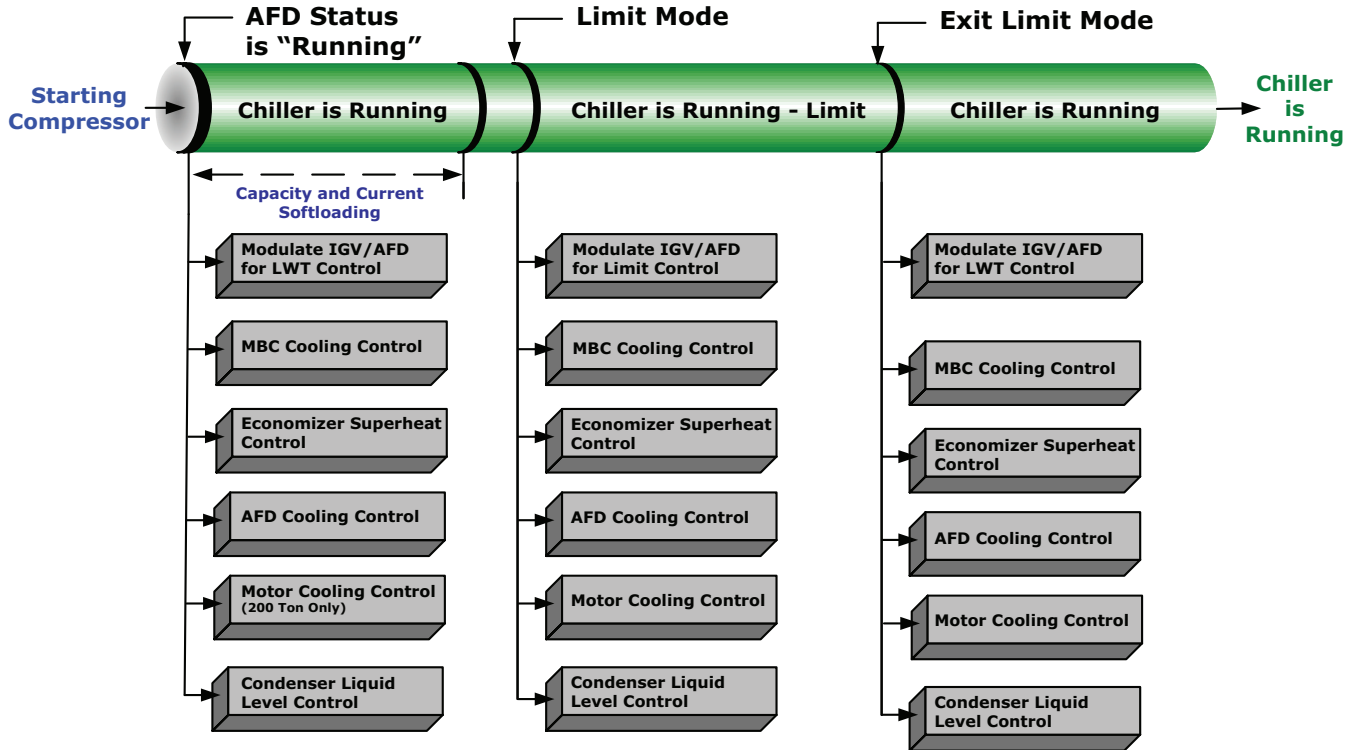 AFD Status
is “Running”
Limit Mode
Exit Limit Mode
Starting
Compressor
Chiller is Running
Chiller is Running - Limit
Chiller is Running
Chiller
is
Running
Capacity and Current
Softloading
Modulate IGV/AFD
for LWT Control
MBC Cooling Control
Economizer Superheat
Control
AFD Cooling Control
Motor Cooling Control
(200 Ton Only)
Condenser Liquid
Level Control
Modulate IGV/AFD
for Limit Control
MBC Cooling Control
Economizer Superheat
Control
AFD Cooling Control
Motor Cooling Control
Condenser Liquid
Level Control
Modulate IGV/AFD
for LWT Control
MBC Cooling Control
Economizer Superheat
Control
AFD Cooling Control
Motor Cooling Control
Condenser Liquid
Level Control